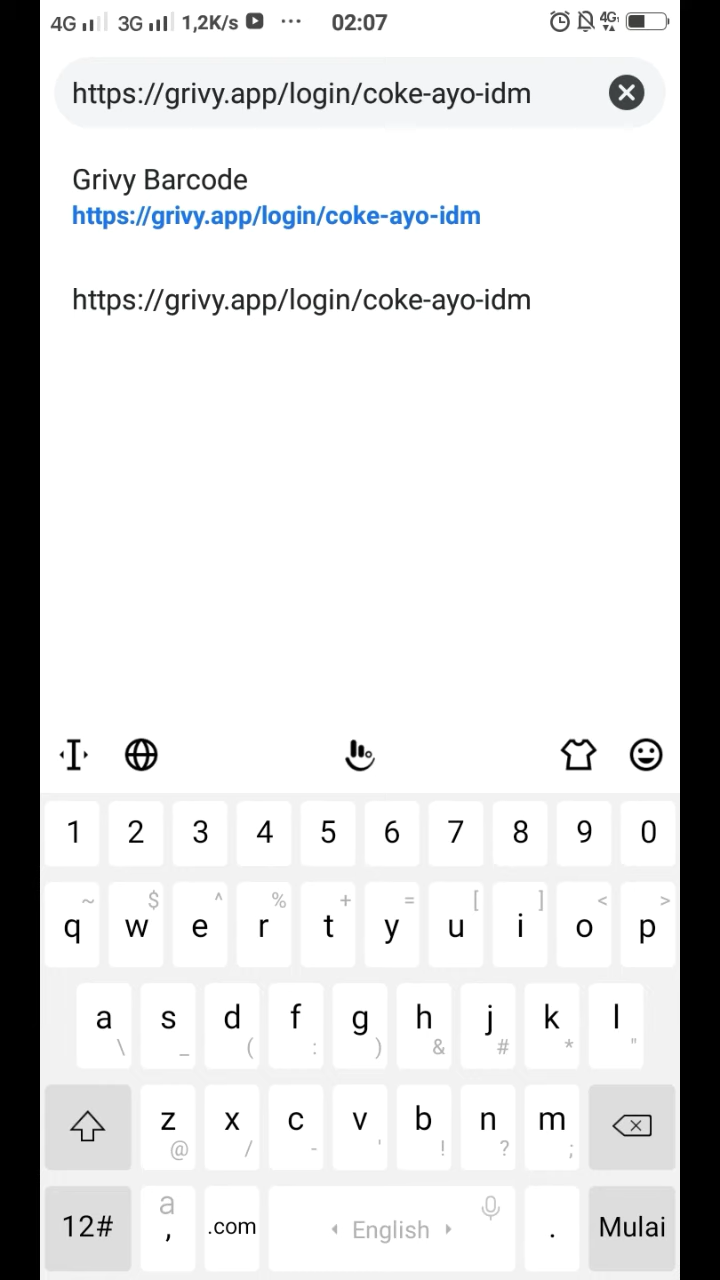 4G 3G 1,2K/s ... 02:07 4G
https://grivy.app/login/coke-ayo-idm
Grivy Barcode
https://grivy.app/login/coke-ayo-idm
https://grivy.app/login/coke-ayo-idm
1 2 3 4 5 6 7 8 9 0
~ $ ^ % + = [ ] < >
q w e r t y u i o p
a s d f g h j k l
\ _ ( : ) & # * "
z x c v b n m
@ / - ' ! ? ;
12# a , .com English . Mulai